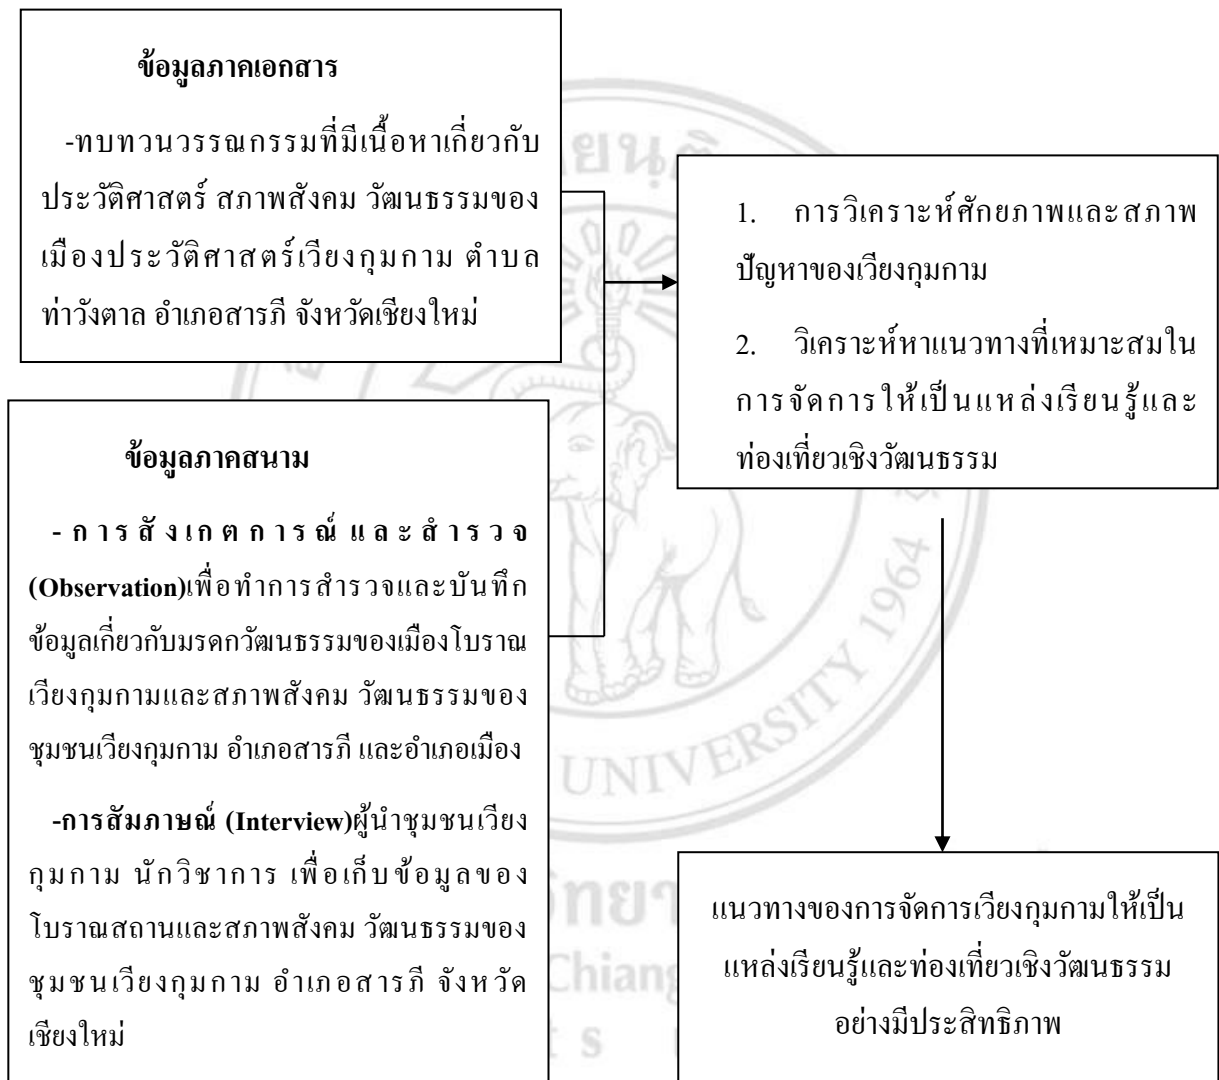 ข้อมูลภาคเอกสาร
-ทบทวนวรรณกรรมที่มีเนื้อหาเกี่ยวกับ
ประวัติศาสตร์ สภาพสังคม วัฒนธรรมของ
เมืองประวัติศาสตร์เวียงกุมกาม ตำบล
ท่าวังตาล อำเภอสารภี จังหวัดเชียงใหม่
ข้อมูลภาคสนาม
- การสังเกตการณ์และสำรวจ
(Observation)เพื่อทำการสำรวจและบันทึก
ข้อมูลเกี่ยวกับมรดกวัฒนธรรมของเมืองโบราณ
เวียงกุมกามและสภาพสังคม วัฒนธรรมของ
ชุมชนเวียงกุมกาม อำเภอสารภี และอำเภอเมือง
-การสัมภาษณ์ (Interview)ผู้นำชุมชนเวียง
กุมกาม นักวิชาการ เพื่อเก็บข้อมูลของ
โบราณสถานและสภาพสังคม วัฒนธรรมของ
ชุมชนเวียงกุมกาม อำเภอสารภี จังหวัด
เชียงใหม่
1. การวิเคราะห์ศักยภาพและสภาพ
ปัญหาของเวียงกุมกาม
2. วิเคราะห์หาแนวทางที่เหมาะสมใน
การจัดการให้เป็นแหล่งเรียนรู้และ
ท่องเที่ยวเชิงวัฒนธรรม
แนวทางของการจัดการเวียงกุมกามให้เป็น
แหล่งเรียนรู้และท่องเที่ยวเชิงวัฒนธรรม
อย่างมีประสิทธิภาพ
UNIVERSITY 1964
Chiang